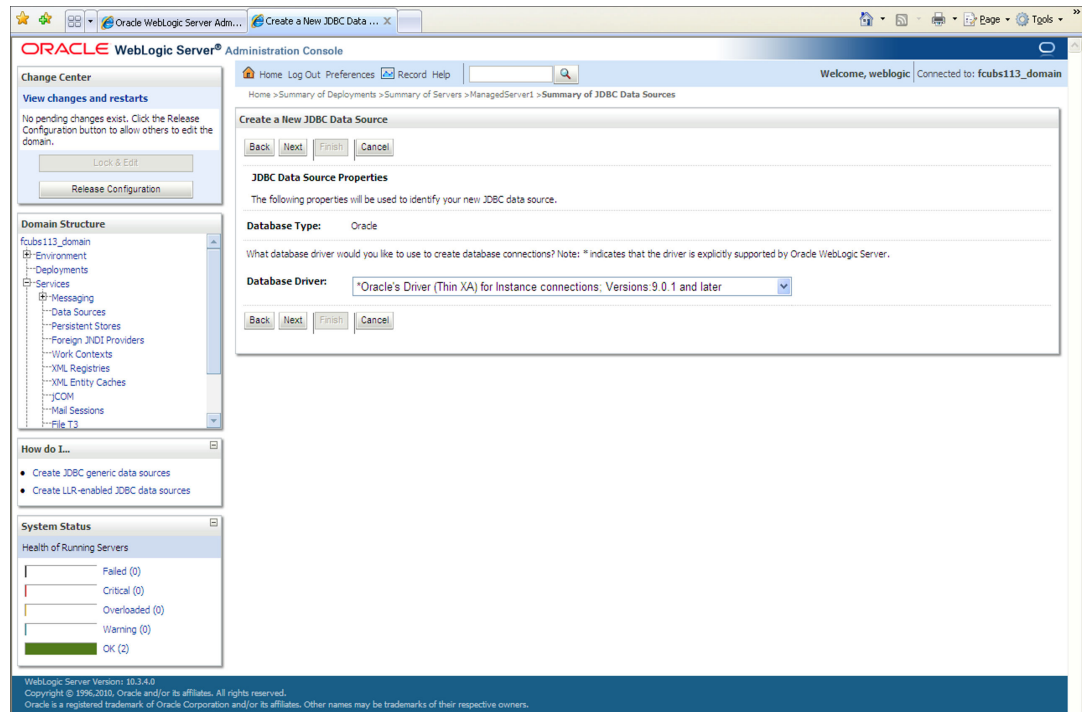 Oracle WebLogic Server Adm...
Create a New JDBC Data ... X
Page
Tools
»
ORACLE WebLogic Server® Administration Console
Change Center
View changes and restarts
No pending changes exist. Click the Release
Configuration button to allow others to edit the
domain.
Lock & Edit
Release Configuration
Domain Structure
fcubs113_domain
Environment
Deployments
Services
Messaging
Data Sources
Persistent Stores
Foreign JNDI Providers
Work Contexts
XML Registries
XML Entity Caches
jCOM
Mail Sessions
File T3
How do I...
Create JDBC generic data sources
Create LLR-enabled JDBC data sources
System Status
Health of Running Servers
Failed (0)
Critical (0)
Overloaded (0)
Warning (0)
OK (2)
Home Log Out Preferences Record Help
Welcome, weblogic Connected to: fcubs113_domain
Home >Summary of Deployments >Summary of Servers >ManagedServer1 >Summary of JDBC Data Sources
Create a New JDBC Data Source
Back Next Finish Cancel
JDBC Data Source Properties
The following properties will be used to identify your new JDBC data source.
Database Type: Oracle
What database driver would you like to use to create database connections? Note: * indicates that the driver is explicitly supported by Oracle WebLogic Server.
Database Driver: *Oracle's Driver (Thin XA) for Instance connections; Versions:9.0.1 and later
Back Next Finish Cancel
WebLogic Server Version: 10.3.4.0
Copyright © 1996,2010, Oracle and/or its affiliates. All rights reserved.
Oracle is a registered trademark of Oracle Corporation and/or its affiliates. Other names may be trademarks of their respective owners.